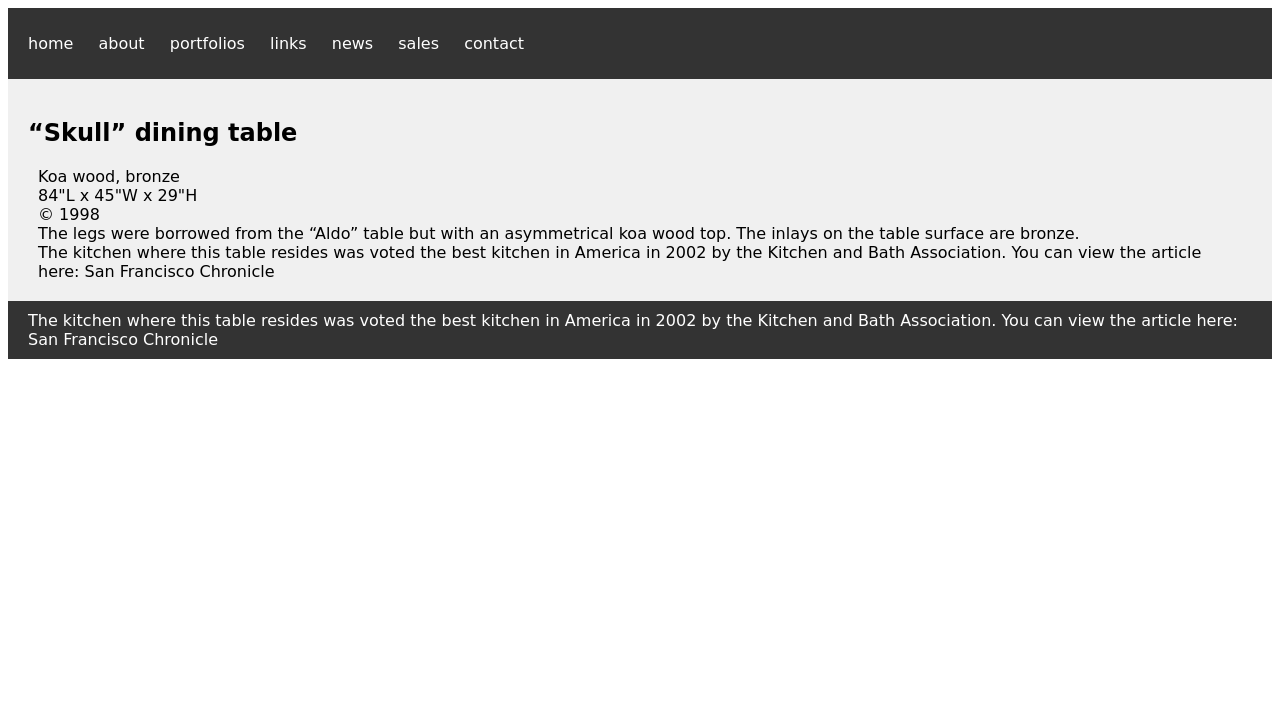 home about portfolios links news sales contact
“Skull” dining table
Koa wood, bronze
84"L x 45"W x 29"H
© 1998
The legs were borrowed from the “Aldo” table but with an asymmetrical koa wood top. The inlays on the table surface are bronze.
The kitchen where this table resides was voted the best kitchen in America in 2002 by the Kitchen and Bath Association. You can view the article
here: San Francisco Chronicle
The kitchen where this table resides was voted the best kitchen in America in 2002 by the Kitchen and Bath Association. You can view the article here:
San Francisco Chronicle